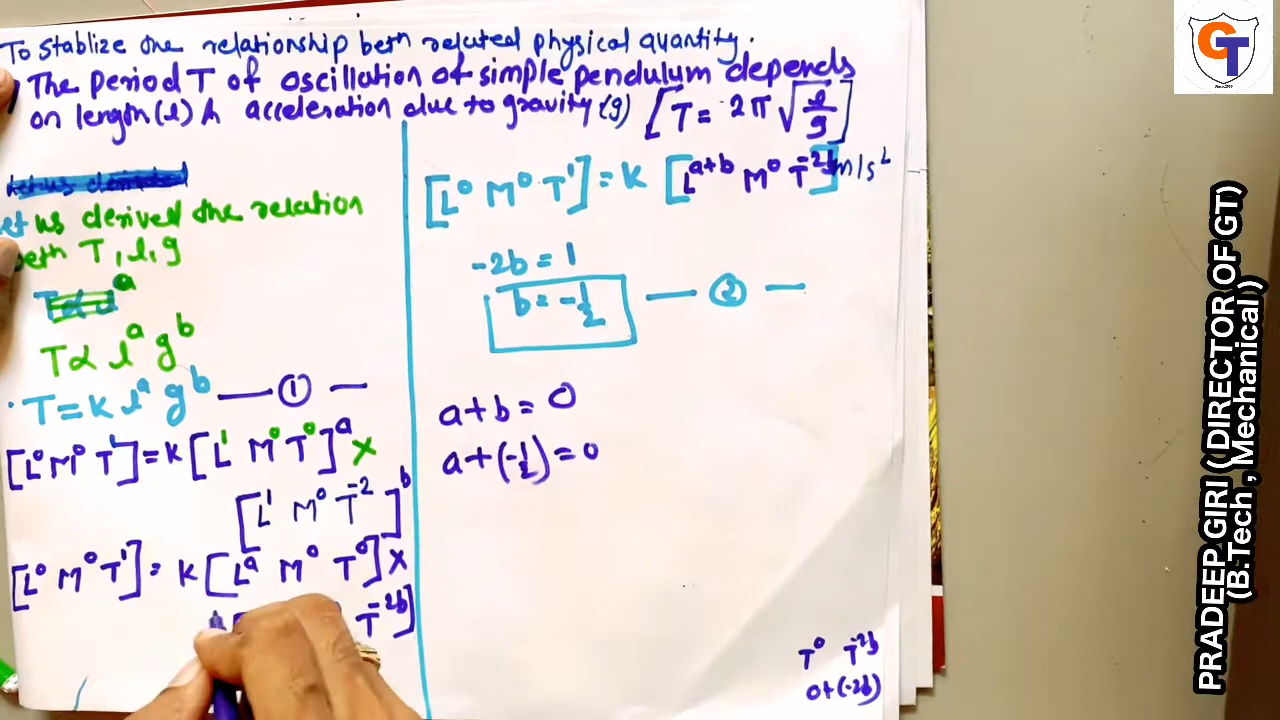 To stablize the relationship betn related physical quantity.
The period T of oscillation of simple pendulum depends
on length (l) & acceleration due to gravity (g) [T = 2π √l/g]
Let us derived the relation
betn T, l, g
T ∝ l^a g^b
T = K l^a g^b — ① —
[L⁰ M⁰ T¹] = K [L¹ M⁰ T⁰]^a ×
[L¹ M⁰ T⁻²]^b
[L⁰ M⁰ T¹] = K [L^a M⁰ T⁰] ×
T^-2b]
[L⁰ M⁰ T¹] = K [L^a+b M⁰ T^-2b] m/s²
-2b = 1
b = -1/2 — ② —
a + b = 0
a + (-1/2) = 0
T⁰ T^-2b
0+(-2b)
GT
PRADEEP GIRI ( DIRECTOR OF GT)
(B.Tech , Mechanical )